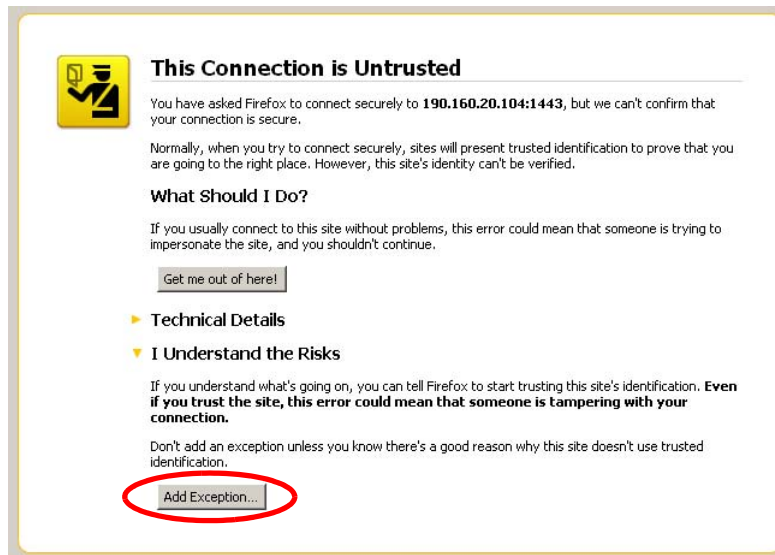 This Connection is Untrusted
You have asked Firefox to connect securely to 190.160.20.104:1443, but we can't confirm that
your connection is secure.
Normally, when you try to connect securely, sites will present trusted identification to prove that you
are going to the right place. However, this site's identity can't be verified.
What Should I Do?
If you usually connect to this site without problems, this error could mean that someone is trying to
impersonate the site, and you shouldn't continue.
Get me out of here!
Technical Details
I Understand the Risks
If you understand what's going on, you can tell Firefox to start trusting this site's identification. Even
if you trust the site, this error could mean that someone is tampering with your
connection.
Don't add an exception unless you know there's a good reason why this site doesn't use trusted
identification.
Add Exception...